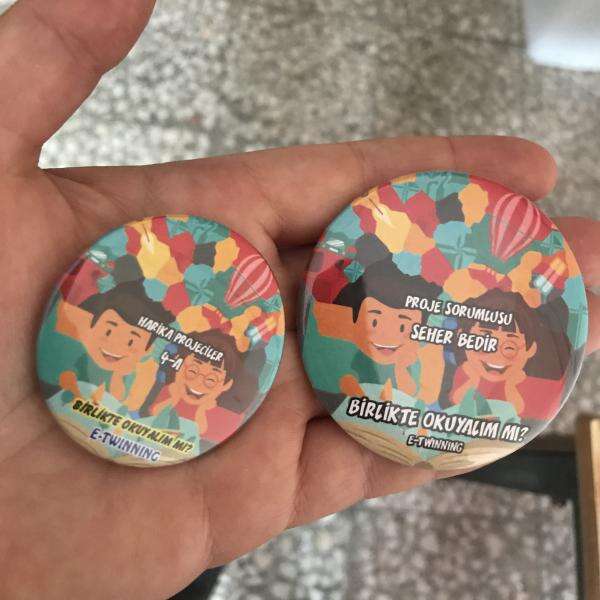 HARİKA PROJECİLER
4-A
BİRLİKTE OKUYALIM MI?
E-TWINNING
PROJE SORUMLUSU
SEHER BEDİR
BİRLİKTE OKUYALIM MI?
E-TWINNING